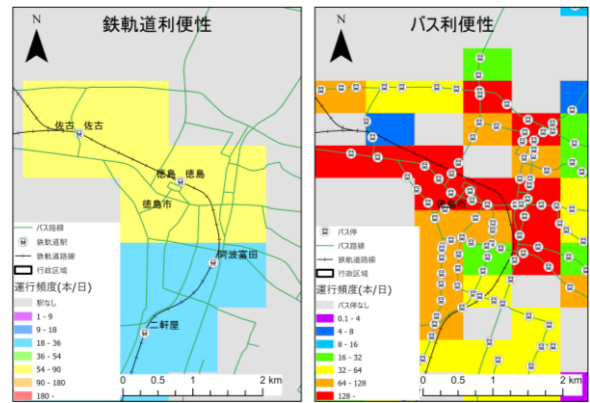 N
鉄軌道利便性
佐古 佐古
徳島 徳島
徳島市
阿波富田
二軒屋
バス路線
鉄軌道駅
鉄軌道路線
行政区域
運行頻度(本/日)
駅なし
1 - 9
9 - 18
18 - 36
36 - 54
54 - 90
90 - 180
180 -
0 0.5 1 2 km
N
バス利便性
徳島市
バス停
バス路線
鉄軌道路線
行政区域
運行頻度(本/日)
バス停なし
0.1 - 4
4 - 8
8 - 16
16 - 32
32 - 64
64 - 128
128 -
0 0.5 1 2 km